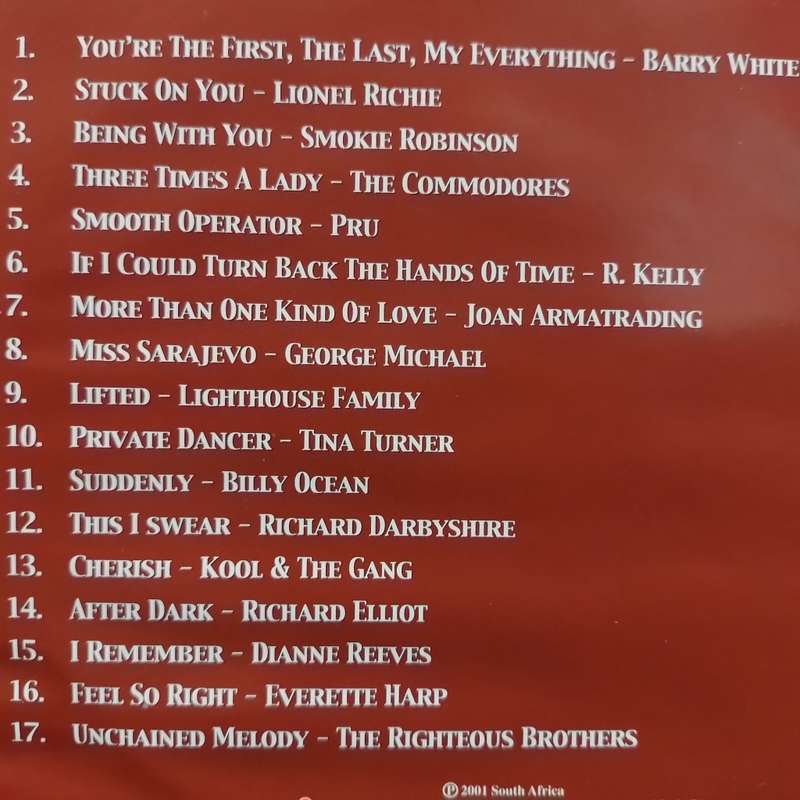 1. You're The First, The Last, My Everything – Barry White
2. Stuck On You – Lionel Richie
3. Being With You – Smokie Robinson
4. Three Times A Lady – The Commodores
5. Smooth Operator – Pru
6. If I Could Turn Back The Hands Of Time – R. Kelly
7. More Than One Kind Of Love – Joan Armatrading
8. Miss Sarajevo – George Michael
9. Lifted – Lighthouse Family
10. Private Dancer – Tina Turner
11. Suddenly – Billy Ocean
12. This I swear – Richard Darbyshire
13. Cherish – Kool & The Gang
14. After Dark – Richard Elliot
15. I Remember – Dianne Reeves
16. Feel So Right – Everette Harp
17. Unchained Melody – The Righteous Brothers
℗ 2001 South Africa